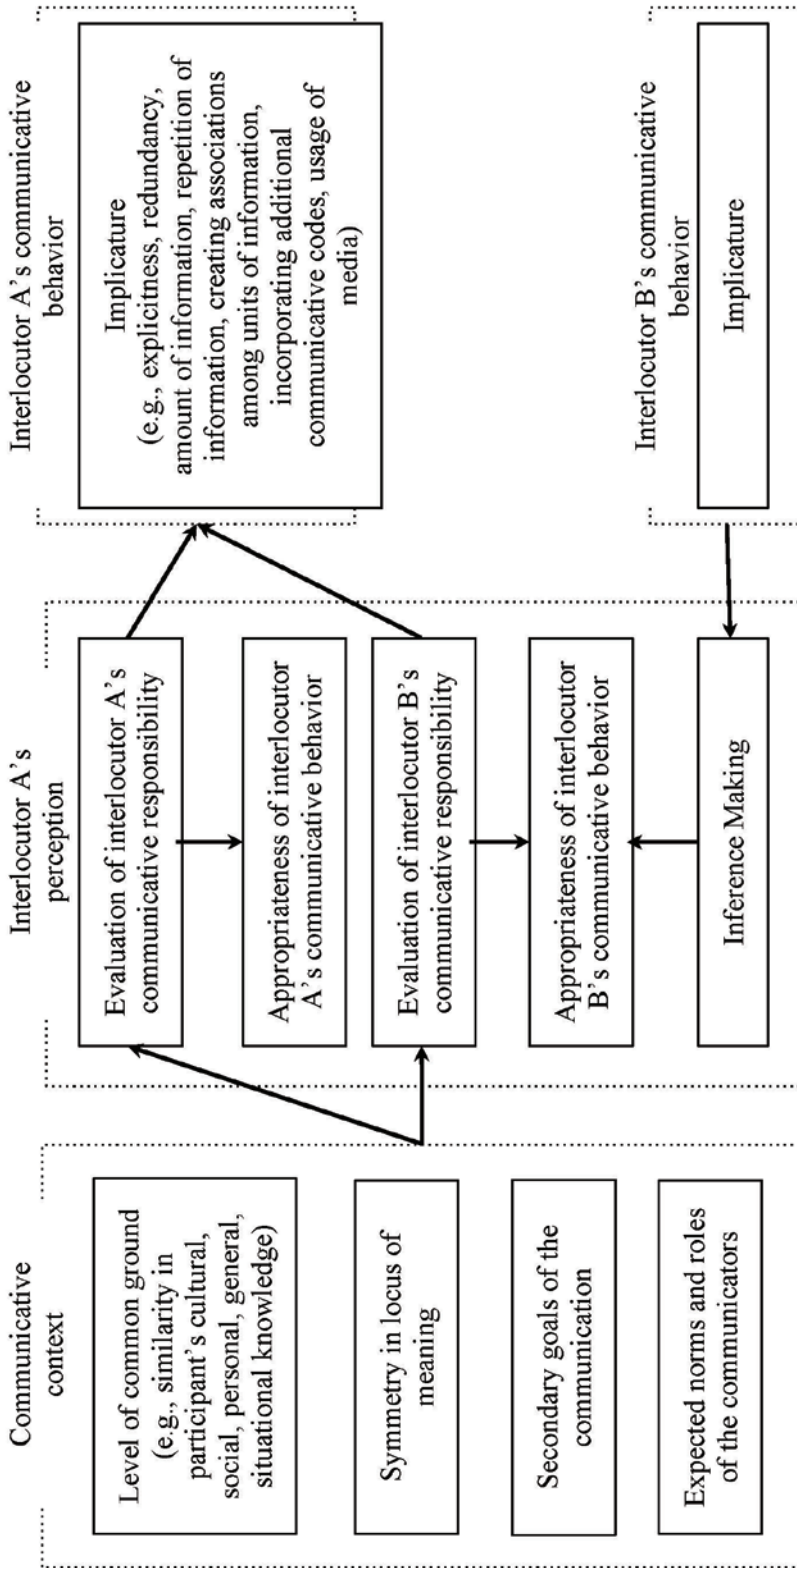 Communicative
context
Level of common ground
(e.g., similarity in
participant's cultural,
social, personal, general,
situational knowledge)
Symmetry in locus of
meaning
Secondary goals of the
communication
Expected norms and roles
of the communicators
Interlocutor A's
perception
Evaluation of interlocutor A's
communicative responsibility
Appropriateness of interlocutor
A's communicative behavior
Evaluation of interlocutor B's
communicative responsibility
Appropriateness of interlocutor
B's communicative behavior
Inference Making
Interlocutor A's communicative
behavior
Implicature
(e.g., explicitness, redundancy,
amount of information, repetition of
information, creating associations
among units of information,
incorporating additional
communicative codes, usage of
media)
Interlocutor B's communicative
behavior
Implicature